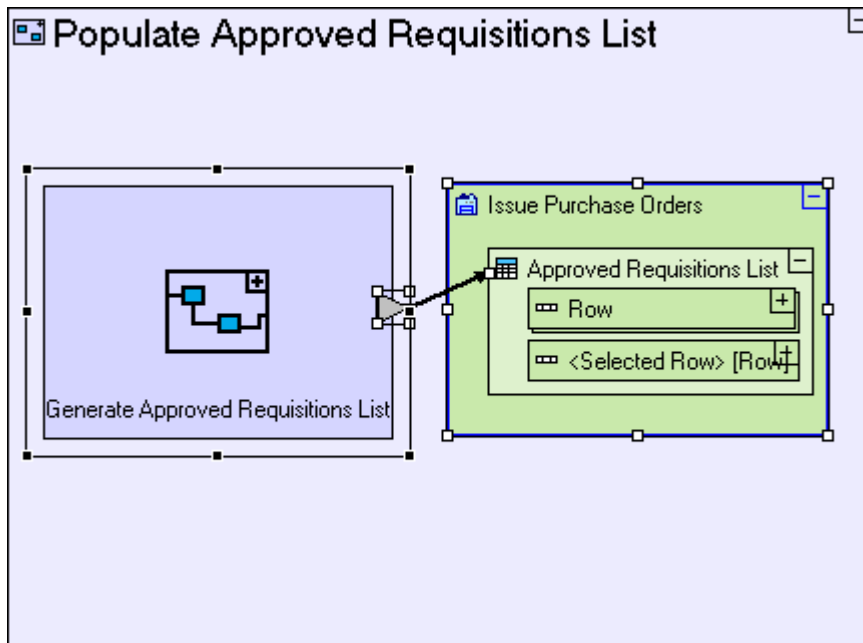 Populate Approved Requisitions List
Issue Purchase Orders
Approved Requisitions List
Row
<Selected Row> [Row]
Generate Approved Requisitions List